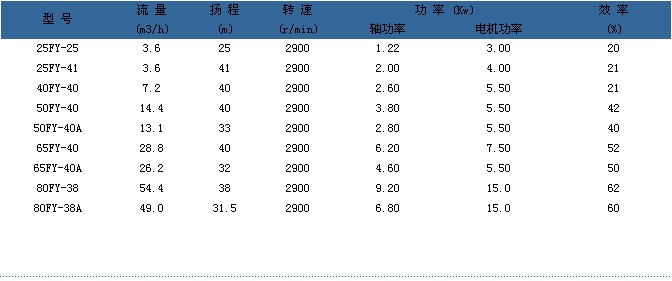 型 号 流 量 扬 程 转 速 功 率 (Kw) 效 率
(m3/h) (m) (r/min) 轴功率 电机功率 (%)
25FY-25 3.6 25 2900 1.22 3.00 20
25FY-41 3.6 41 2900 2.00 4.00 21
40FY-40 7.2 40 2900 2.60 5.50 21
50FY-40 14.4 40 2900 3.80 5.50 42
50FY-40A 13.1 33 2900 2.80 5.50 40
65FY-40 28.8 40 2900 6.20 7.50 52
65FY-40A 26.2 32 2900 4.60 5.50 50
80FY-38 54.4 38 2900 9.20 15.0 62
80FY-38A 49.0 31.5 2900 6.80 15.0 60